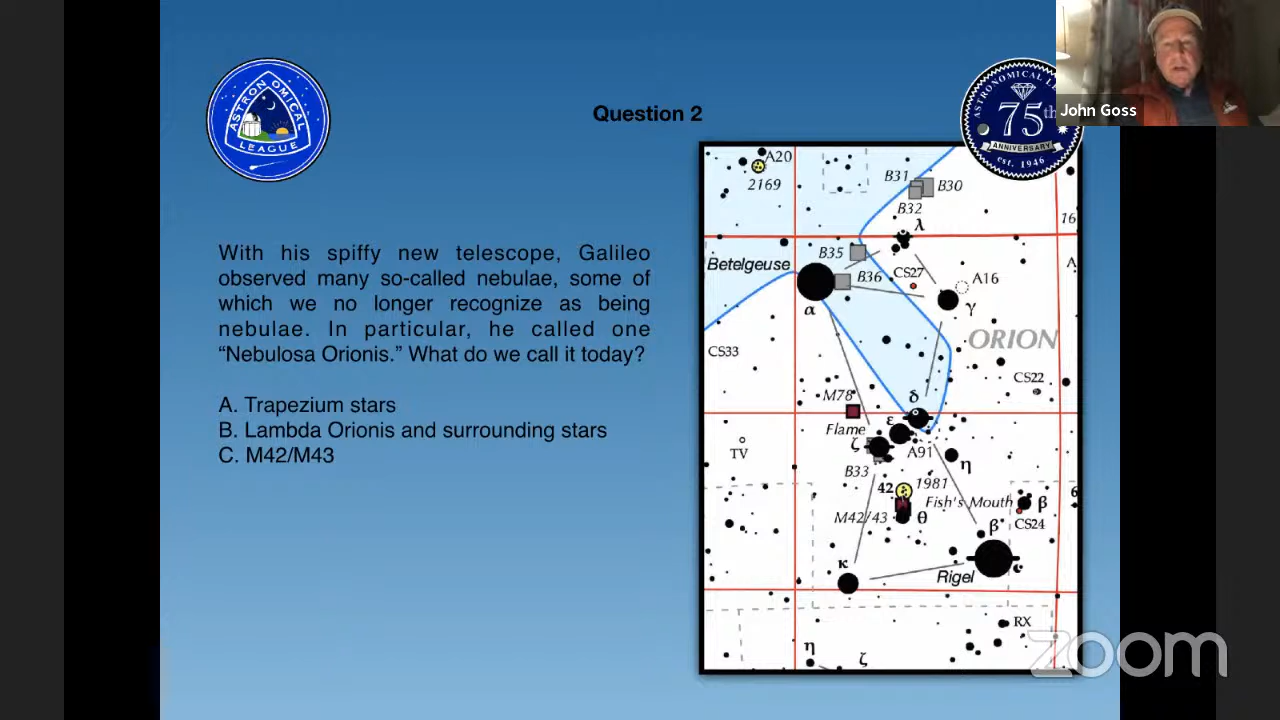 ASTRONOMICAL
LEAGUE
Question 2
75th
ANNIVERSARY
est. 1946
John Goss
With his spiffy new telescope, Galileo
observed many so-called nebulae, some of
which we no longer recognize as being
nebulae. In particular, he called one
“Nebulosa Orionis.” What do we call it today?
A. Trapezium stars
B. Lambda Orionis and surrounding stars
C. M42/M43
A20
2169
B31
B30
B32
λ
16
B35
Betelgeuse
B36
CS27
A16
α
γ
ORION
CS33
CS22
M78
δ
Flame
ε
ζ
A91
TV
B33
η
42
1981
Fish's Mouth
β
6
M42/43
θ
CS24
β
κ
Rigel
RX
η
ζ
zoom